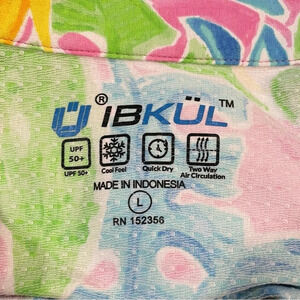 ® iBKÜL™
UPF 50+
UPF 50+ Cool Feel Quick Dry Two Way Air Circulation
MADE IN INDONESIA
L
RN 152356